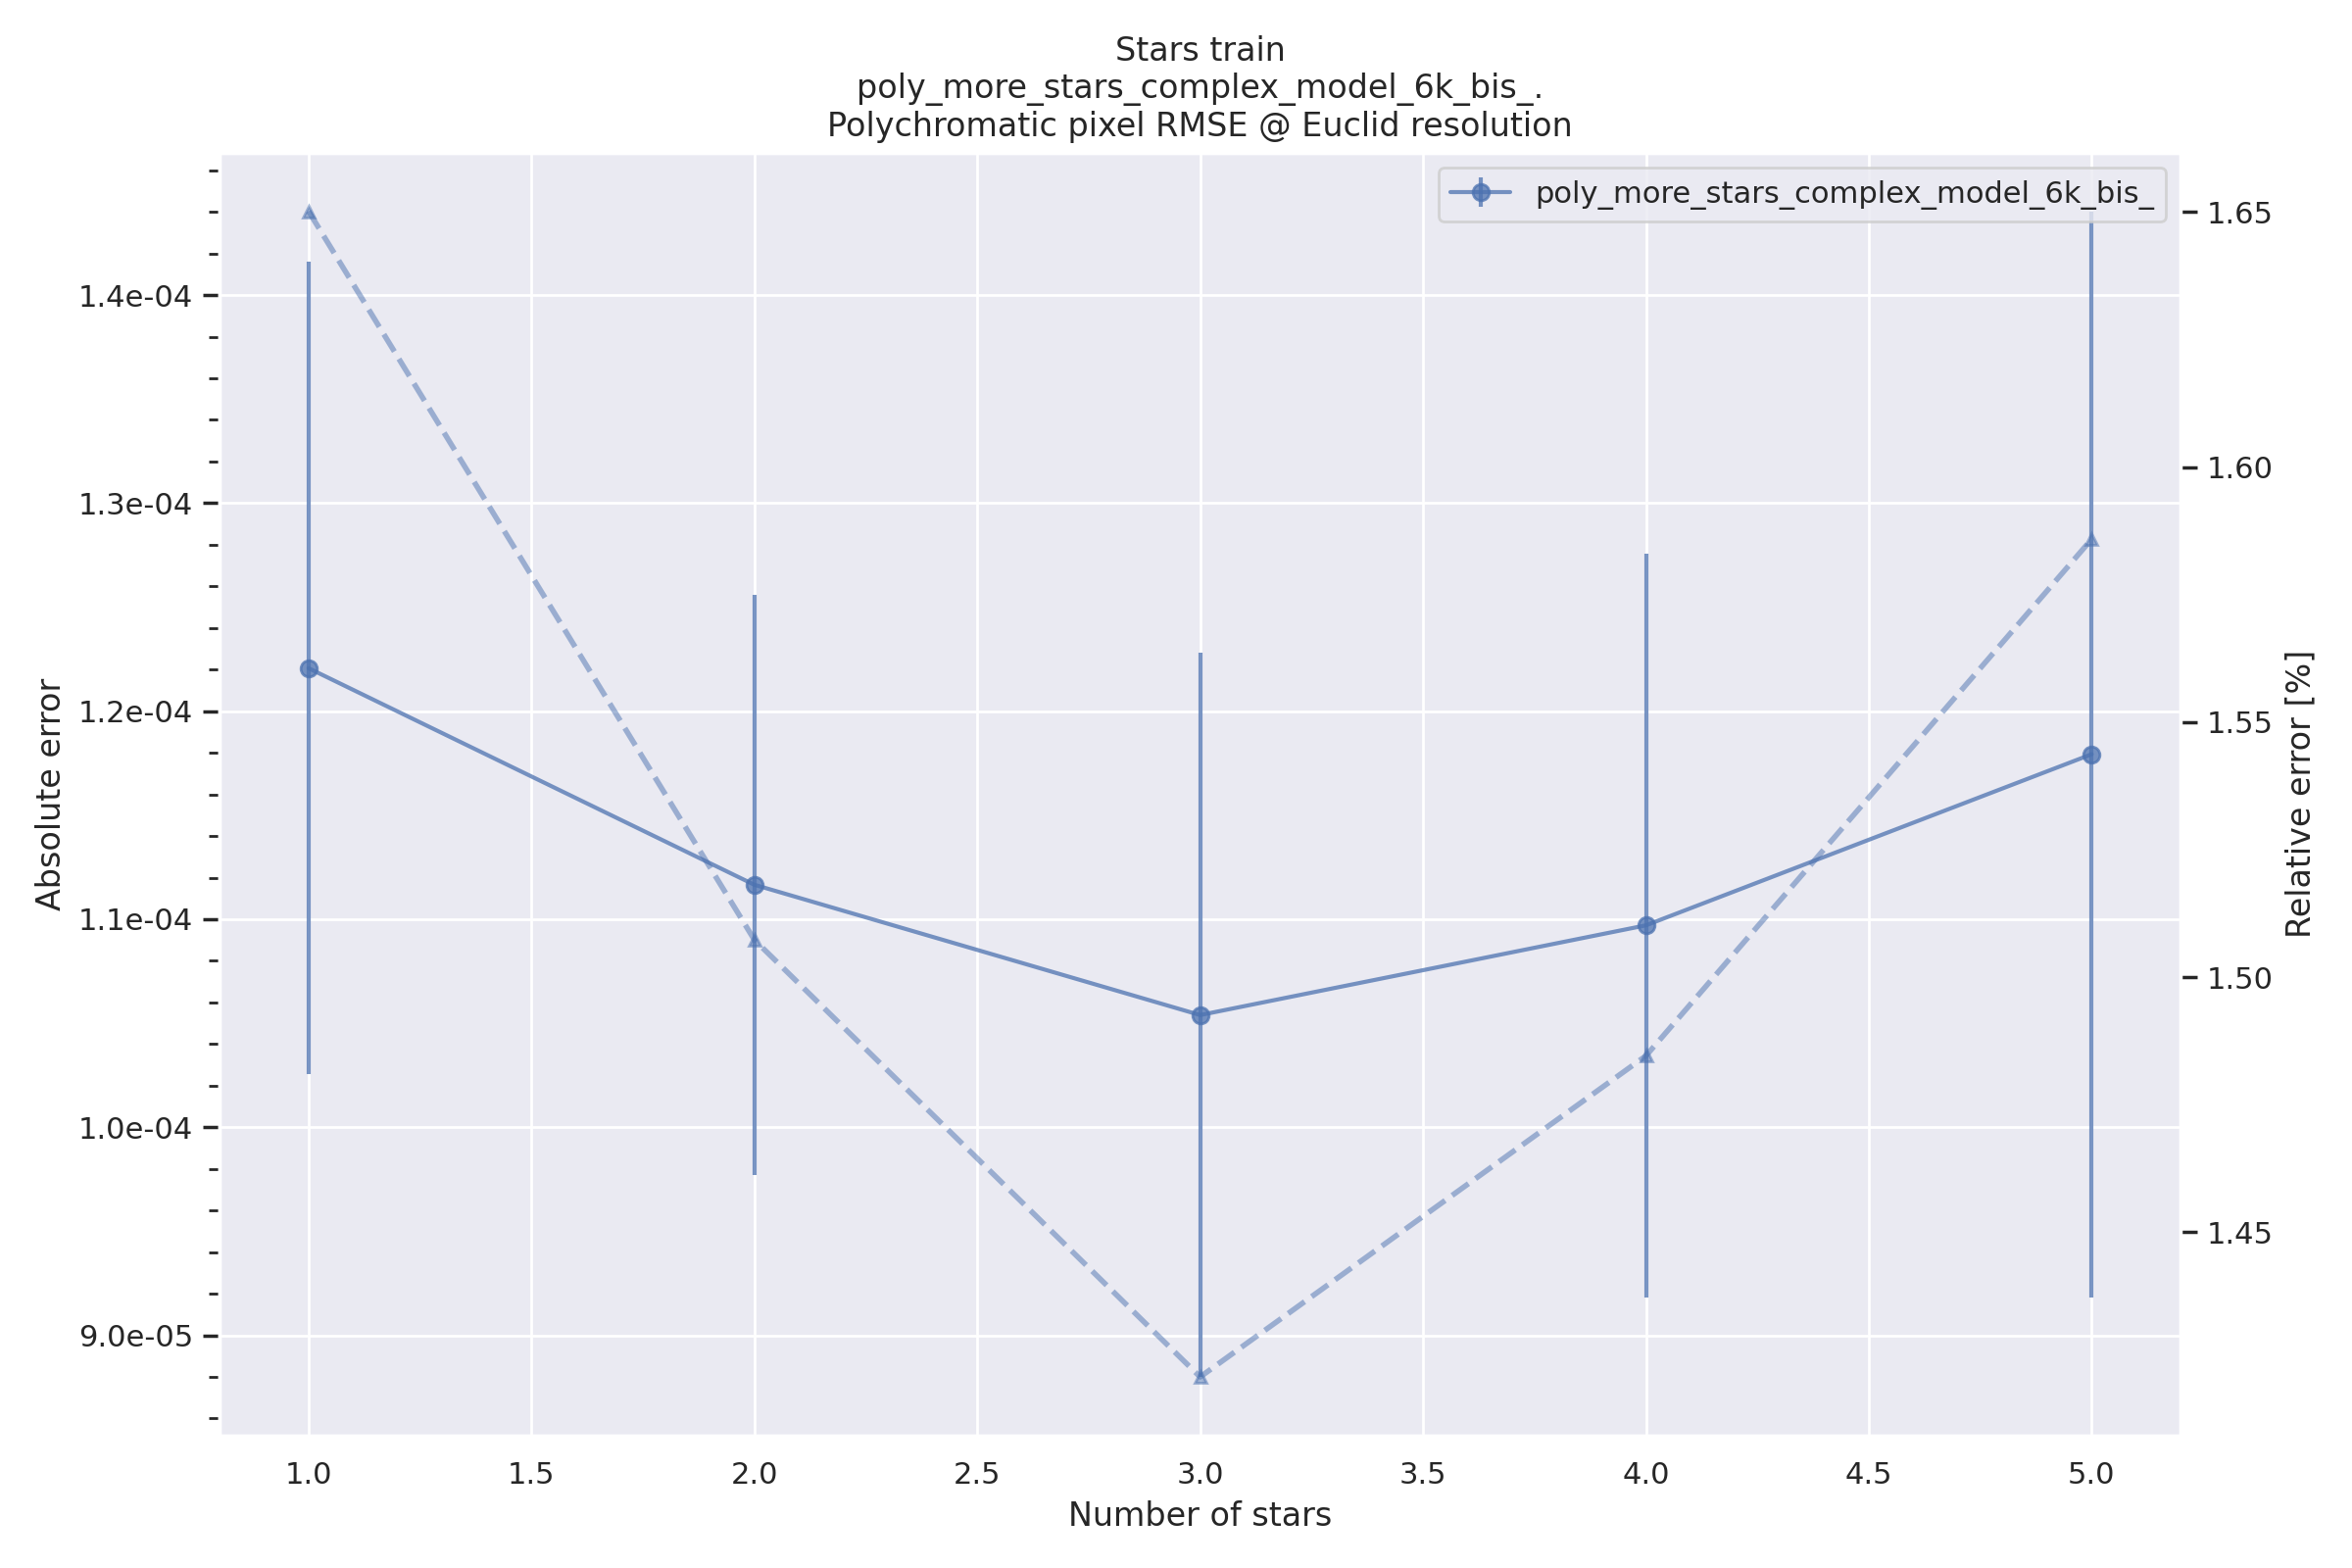 Stars train
poly_more_stars_complex_model_6k_bis_.
Polychromatic pixel RMSE @ Euclid resolution
poly_more_stars_complex_model_6k_bis_
Absolute error
1.4e-04
1.3e-04
1.2e-04
1.1e-04
1.0e-04
9.0e-05
1.65
1.60
1.55
1.50
1.45
Relative error [%]
1.0 1.5 2.0 2.5 3.0 3.5 4.0 4.5 5.0
Number of stars